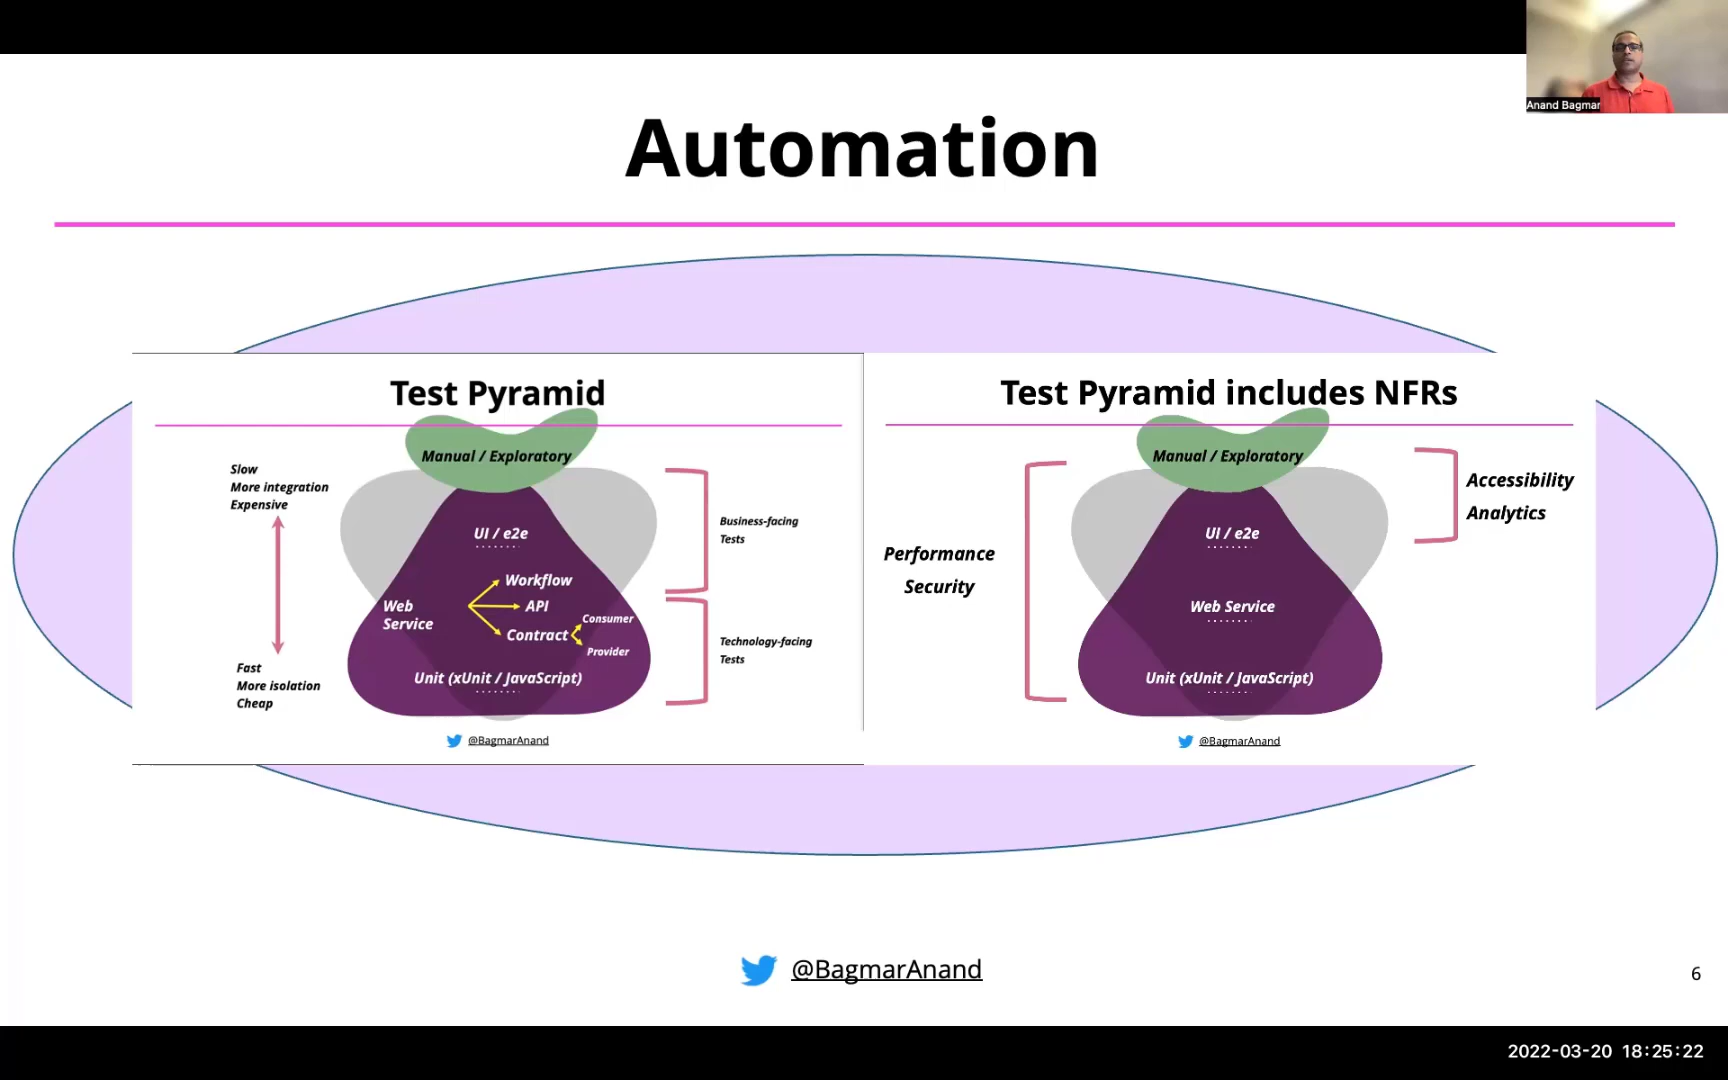 Anand Bagmar
Automation
Test Pyramid
Manual / Exploratory
Slow
More integration
Expensive
UI / e2e
Business-facing
Tests
Workflow
Web
Service
API
Contract
Consumer
Provider
Technology-facing
Tests
Fast
More isolation
Cheap
Unit (xUnit / JavaScript)
@BagmarAnand
Test Pyramid includes NFRs
Manual / Exploratory
Accessibility
Analytics
UI / e2e
Performance
Security
Web Service
Unit (xUnit / JavaScript)
@BagmarAnand
@BagmarAnand
6
2022-03-20 18:25:22